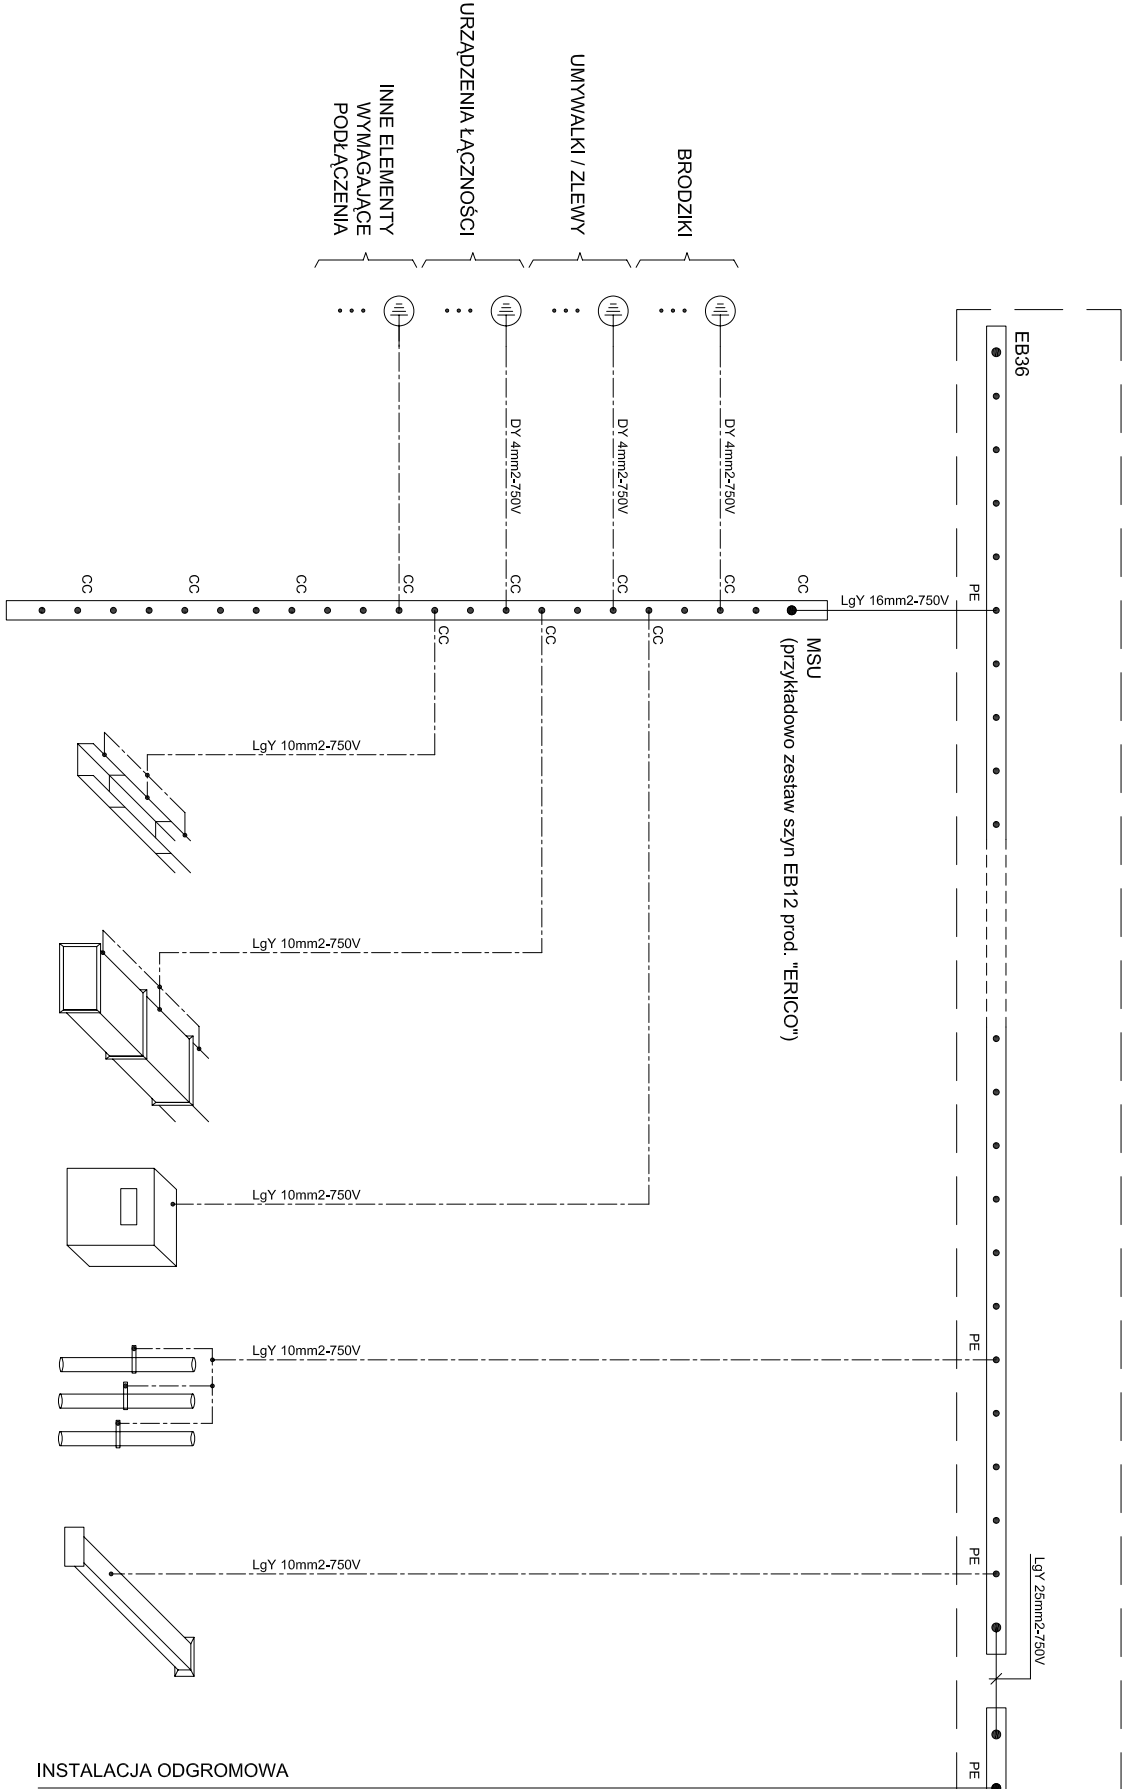 URZĄDZENIA ŁĄCZNOŚCI
UMYWALKI / ZLEWY
INNE ELEMENTY
WYMAGAJĄCE
PODŁĄCZENIA
BRODZIKI
EB36
DY 4mm2-750V
DY 4mm2-750V
DY 4mm2-750V
CC
CC
CC
CC
CC
CC
CC
CC
PE
LgY 16mm2-750V
CC
CC
CC
MSU
(przykładowo zestaw szyn EB12 prod. "ERICO")
LgY 10mm2-750V
LgY 10mm2-750V
LgY 10mm2-750V
PE
LgY 10mm2-750V
PE
LgY 10mm2-750V
LgY 25mm2-750V
PE
INSTALACJA ODGROMOWA